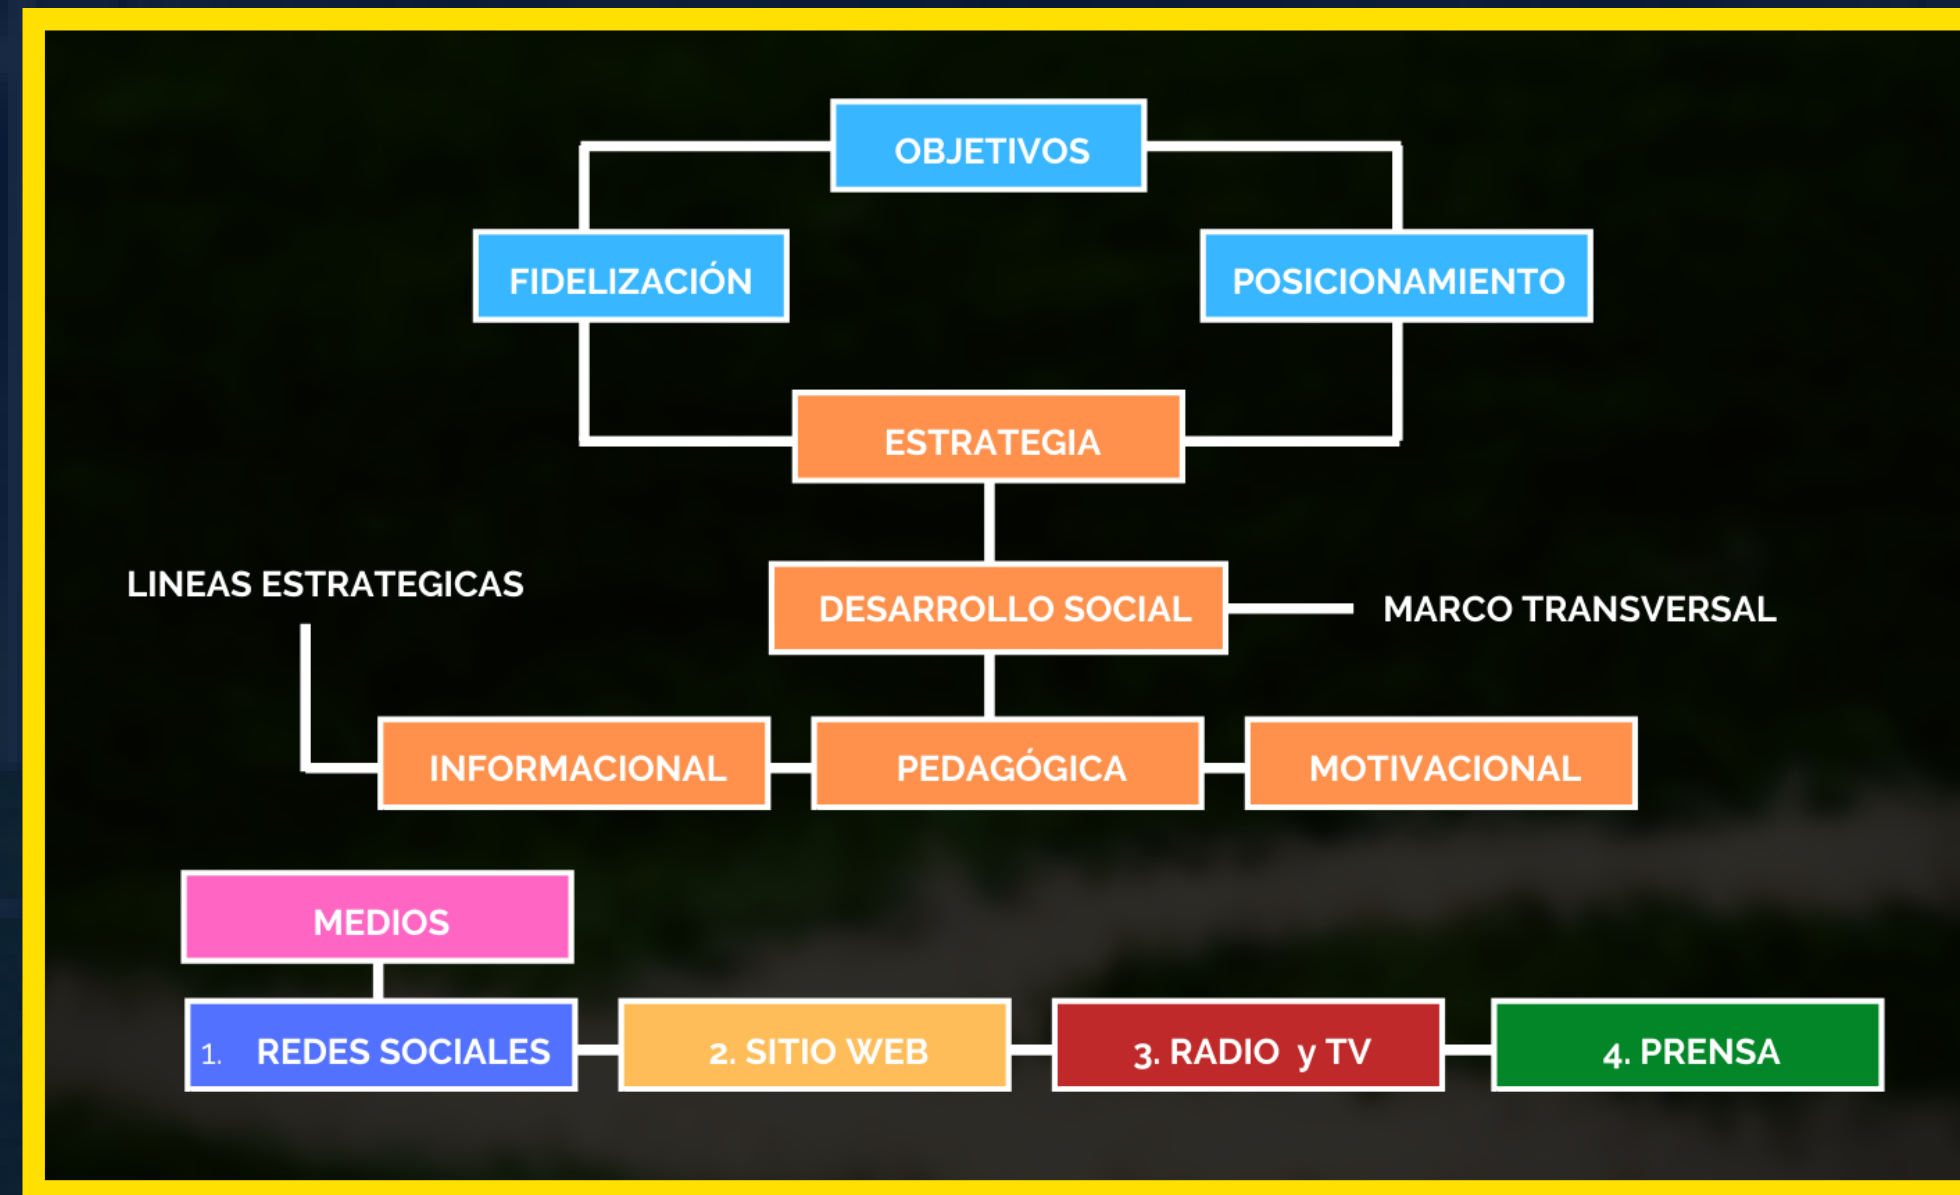 OBJETIVOS
FIDELIZACIÓN
POSICIONAMIENTO
ESTRATEGIA
LINEAS ESTRATEGICAS
DESARROLLO SOCIAL
MARCO TRANSVERSAL
INFORMACIONAL
PEDAGÓGICA
MOTIVACIONAL
MEDIOS
1. REDES SOCIALES
2. SITIO WEB
3. RADIO y TV
4. PRENSA